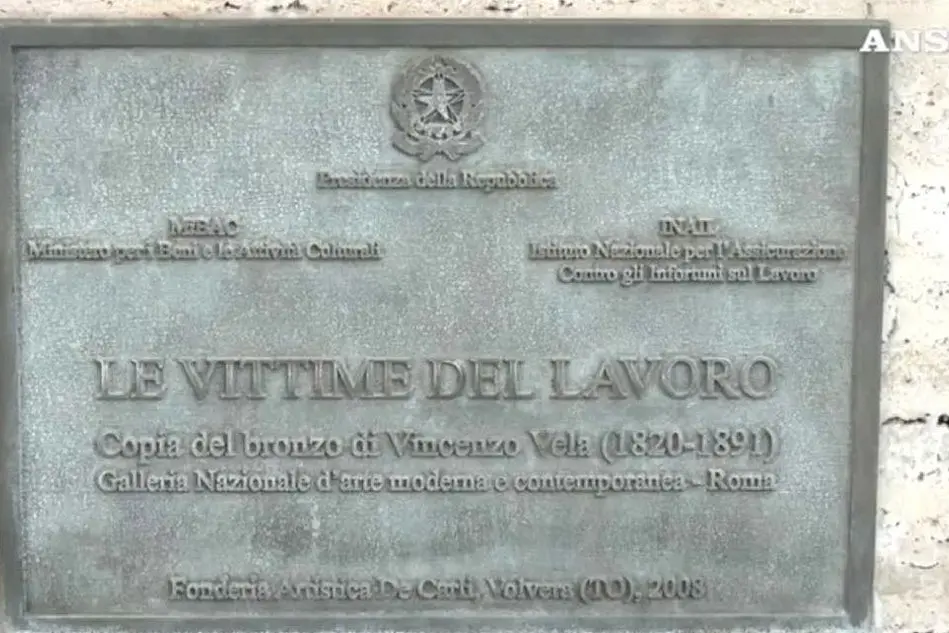 ANS
Presidenza della Repubblica
MiBAC
Ministero per i Beni e le Attività Culturali
INAIL
Istituto Nazionale per l'Assicurazione
Contro gli Infortuni sul Lavoro
LE VITTIME DEL LAVORO
Copia del bronzo di Vincenzo Vela (1820-1891)
Galleria Nazionale d'arte moderna e contemporanea - Roma
Fonderia Artistica De Carli, Volvera (TO), 2008